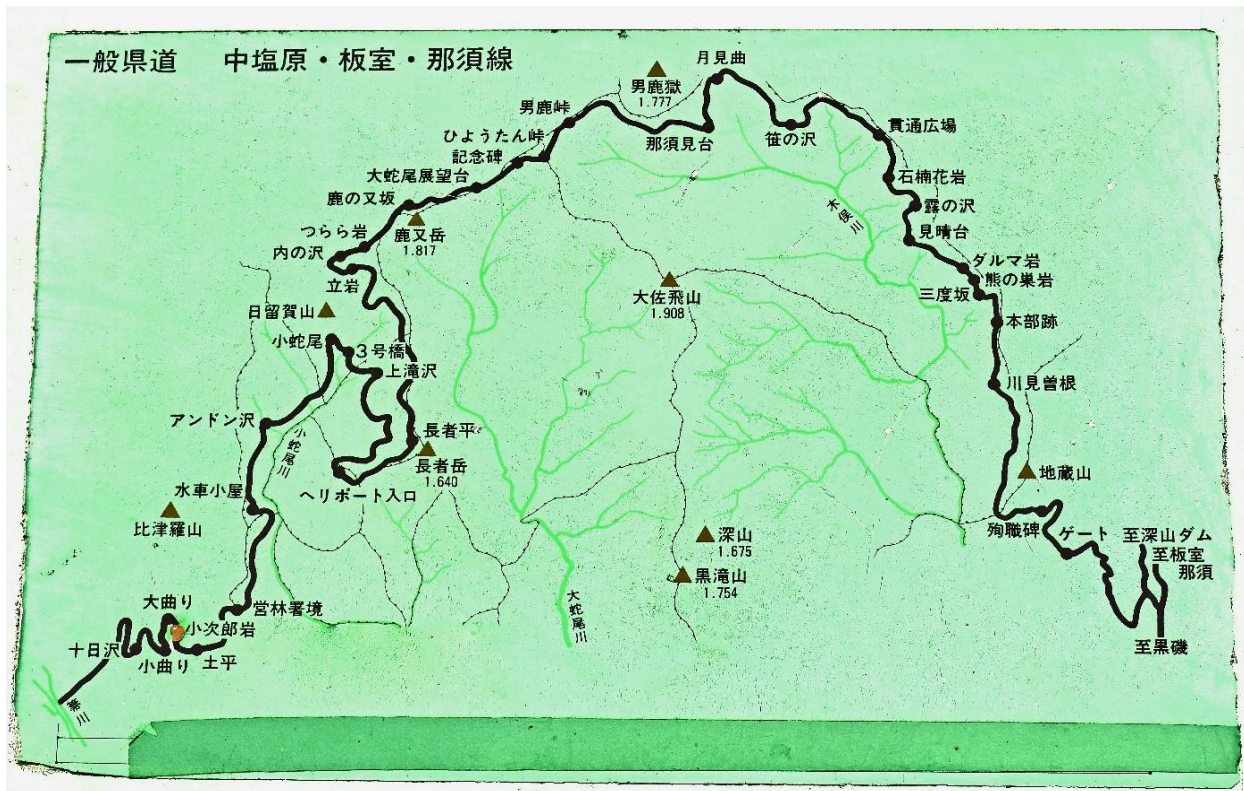 一般県道　中塩原・板室・那須線
月見曲
男鹿嶽
1.777
男鹿峠
ひようたん峠
記念碑
那須見台
笹の沢
貫通広場
大蛇尾展望台
石楠花岩
鹿の又坂
露の沢
木俣川
つらら岩
鹿又岳
1.817
見晴台
内の沢
ダルマ岩
熊の巣岩
立岩
三度坂
大佐飛山
1.908
日留賀山
本部跡
小蛇尾
3号橋
上滝沢
川見曽根
アンドン沢
小蛇尾川
長者平
長者岳
1.640
地蔵山
水車小屋
ヘリポート入口
比津羅山
殉職碑
ゲート
至深山ダム
至板室
那須
深山
1.675
黒滝山
1.754
大曲り
営林署境
大蛇尾川
小次郎岩
十日沢
小曲り
土平
至黒磯
箒川